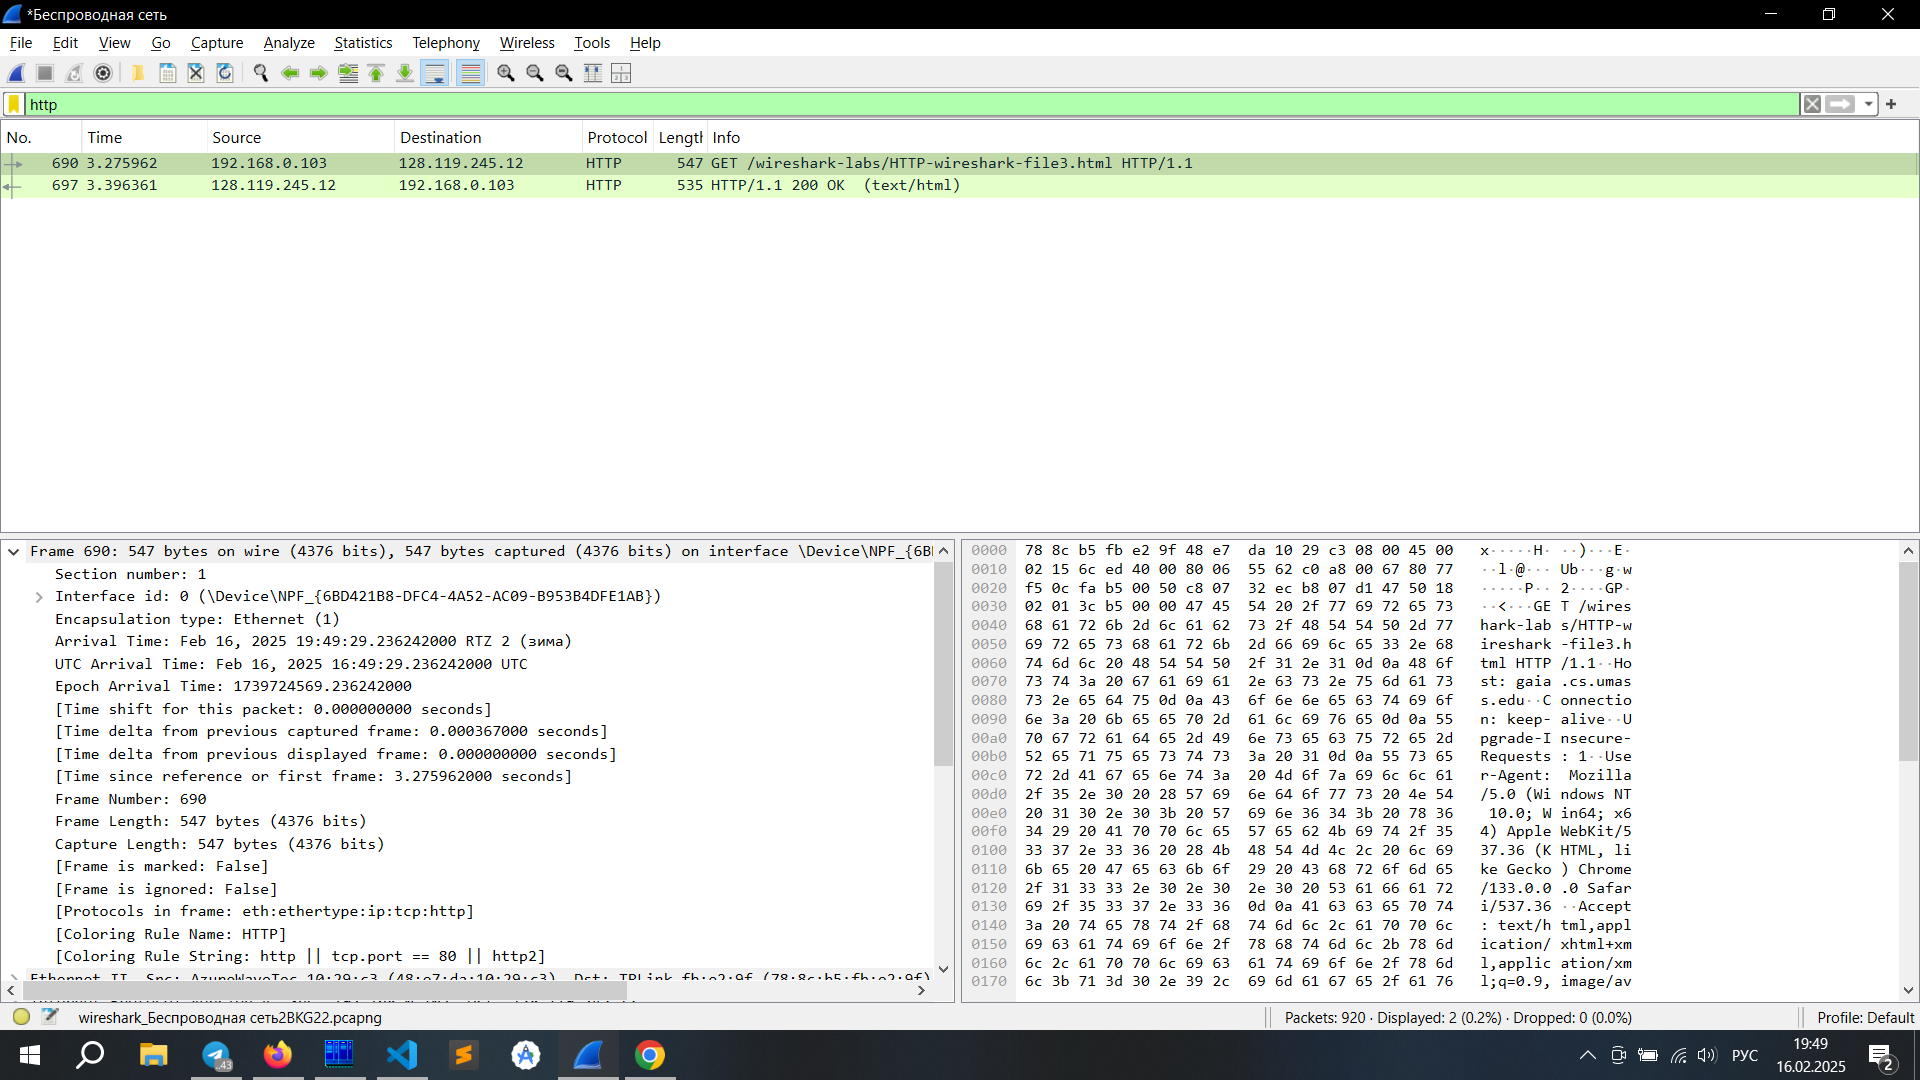 *Беспроводная сеть
File Edit View Go Capture Analyze Statistics Telephony Wireless Tools Help
http
No. Time Source Destination Protocol Length Info
690 3.275962 192.168.0.103 128.119.245.12 HTTP 547 GET /wireshark-labs/HTTP-wireshark-file3.html HTTP/1.1
697 3.396361 128.119.245.12 192.168.0.103 HTTP 535 HTTP/1.1 200 OK (text/html)
Frame 690: 547 bytes on wire (4376 bits), 547 bytes captured (4376 bits) on interface \Device\NPF_{6B
Section number: 1
Interface id: 0 (\Device\NPF_{6BD421B8-DFC4-4A52-AC09-B953B4DFE1AB})
Encapsulation type: Ethernet (1)
Arrival Time: Feb 16, 2025 19:49:29.236242000 RTZ 2 (зима)
UTC Arrival Time: Feb 16, 2025 16:49:29.236242000 UTC
Epoch Arrival Time: 1739724569.236242000
[Time shift for this packet: 0.000000000 seconds]
[Time delta from previous captured frame: 0.000367000 seconds]
[Time delta from previous displayed frame: 0.000000000 seconds]
[Time since reference or first frame: 3.275962000 seconds]
Frame Number: 690
Frame Length: 547 bytes (4376 bits)
Capture Length: 547 bytes (4376 bits)
[Frame is marked: False]
[Frame is ignored: False]
[Protocols in frame: eth:ethertype:ip:tcp:http]
[Coloring Rule Name: HTTP]
[Coloring Rule String: http || tcp.port == 80 || http2]
Ethernet II, Src: AzureWaveTec_10:29:c3 (48:e7:da:10:29:c3), Dst: TPLink_fb:e2:9f (78:8c:b5:fb:e2:9f)
0000 78 8c b5 fb e2 9f 48 e7 da 10 29 c3 08 00 45 00 x·····H· ··)···E·
0010 02 15 6c ed 40 00 80 06 55 62 c0 a8 00 67 80 77 ··l·@··· Ub···g·w
0020 f5 0c fa b5 00 50 c8 07 32 ec b8 07 d1 47 50 18 ·····P·· 2····GP·
0030 02 01 3c b5 00 00 47 45 54 20 2f 77 69 72 65 73 ··<···GE T /wires
0040 68 61 72 6b 2d 6c 61 62 73 2f 48 54 54 50 2d 77 hark-lab s/HTTP-w
0050 69 72 65 73 68 61 72 6b 2d 66 69 6c 65 33 2e 68 ireshark -file3.h
0060 74 6d 6c 20 48 54 54 50 2f 31 2e 31 0d 0a 48 6f tml HTTP /1.1··Ho
0070 73 74 3a 20 67 61 69 61 2e 63 73 2e 75 6d 61 73 st: gaia .cs.umas
0080 73 2e 65 64 75 0d 0a 43 6f 6e 6e 65 63 74 69 6f s.edu··C onnectio
0090 6e 3a 20 6b 65 65 70 2d 61 6c 69 76 65 0d 0a 55 n: keep- alive··U
00a0 70 67 72 61 64 65 2d 49 6e 73 65 63 75 72 65 2d pgrade-I nsecure-
00b0 52 65 71 75 65 73 74 73 3a 20 31 0d 0a 55 73 65 Requests : 1··Use
00c0 72 2d 41 67 65 6e 74 3a 20 4d 6f 7a 69 6c 6c 61 r-Agent: Mozilla
00d0 2f 35 2e 30 20 28 57 69 6e 64 6f 77 73 20 4e 54 /5.0 (Wi ndows NT
00e0 20 31 30 2e 30 3b 20 57 69 6e 36 34 3b 20 78 36 10.0; W in64; x6
00f0 34 29 20 41 70 70 6c 65 57 65 62 4b 69 74 2f 35 4) Apple WebKit/5
0100 33 37 2e 33 36 20 28 4b 48 54 4d 4c 2c 20 6c 69 37.36 (K HTML, li
0110 6b 65 20 47 65 63 6b 6f 29 20 43 68 72 6f 6d 65 ke Gecko ) Chrome
0120 2f 31 33 33 2e 30 2e 30 2e 30 20 53 61 66 61 72 /133.0.0 .0 Safar
0130 69 2f 35 33 37 2e 33 36 0d 0a 41 63 63 65 70 74 i/537.36 ··Accept
0140 3a 20 74 65 78 74 2f 68 74 6d 6c 2c 61 70 70 6c : text/h tml,appl
0150 69 63 61 74 69 6f 6e 2f 78 68 74 6d 6c 2b 78 6d ication/ xhtml+xm
0160 6c 2c 61 70 70 6c 69 63 61 74 69 6f 6e 2f 78 6d l,applic ation/xm
0170 6c 3b 71 3d 30 2e 39 2c 69 6d 61 67 65 2f 61 76 l;q=0.9, image/av
wireshark_Беспроводная сеть2BKG22.pcapng
Packets: 920 · Displayed: 2 (0.2%) · Dropped: 0 (0.0%)
Profile: Default
43
РУС
19:49
16.02.2025
2